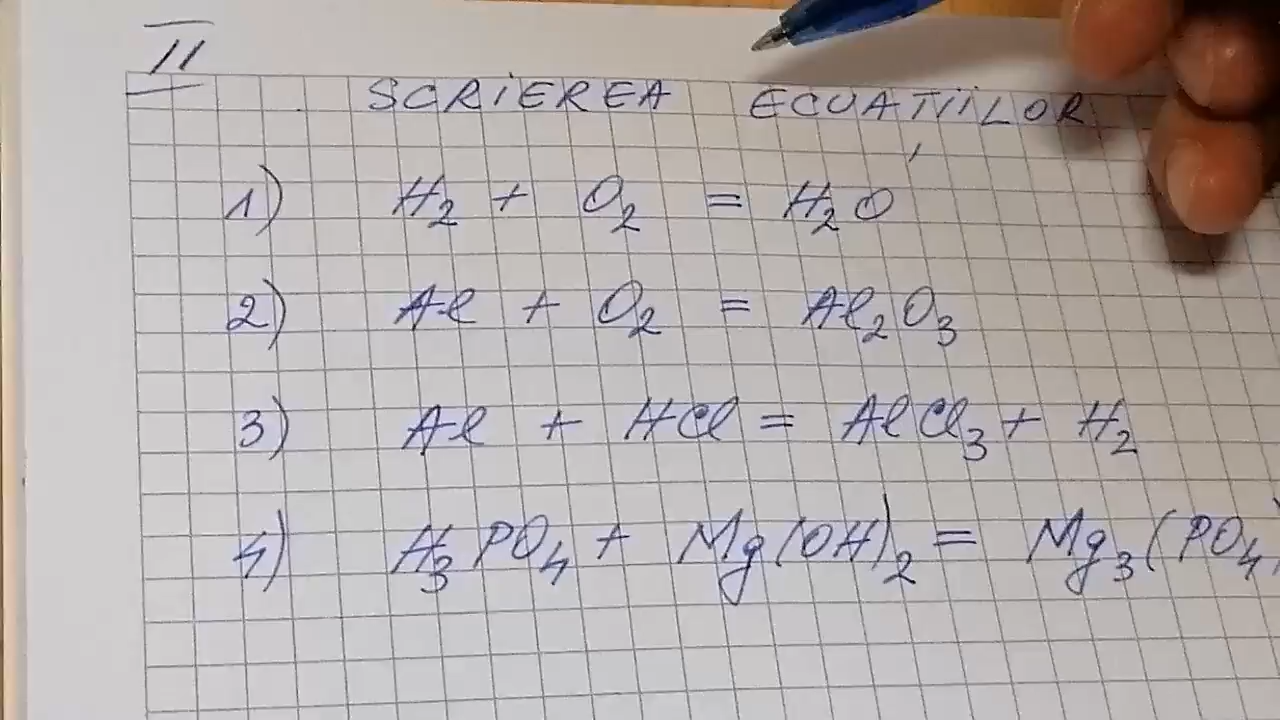 II
SCRIEREA ECUAȚIILOR
1) H₂ + O₂ = H₂O
2) Al + O₂ = Al₂O₃
3) Al + HCl = AlCl₃ + H₂
4) H₃PO₄ + Mg(OH)₂ = Mg₃(PO₄)